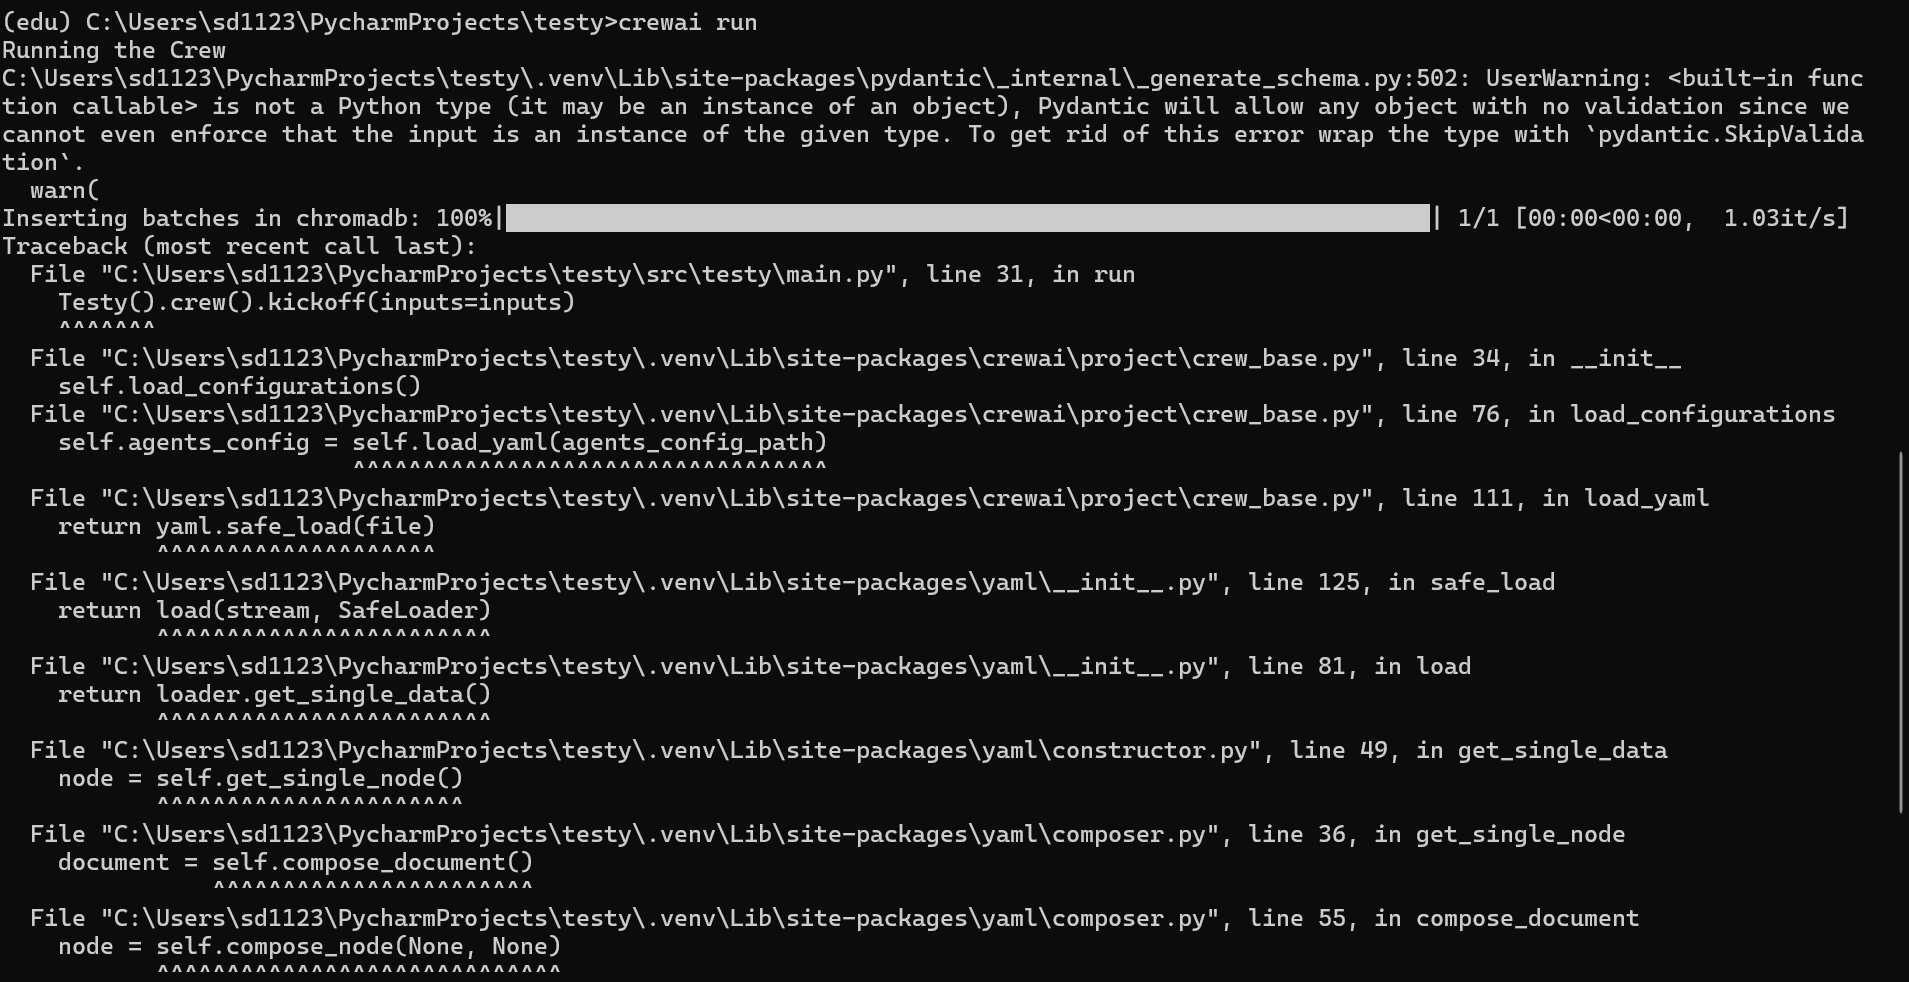 (edu) C:\Users\sd1123\PycharmProjects\testy>crewai run
Running the Crew
C:\Users\sd1123\PycharmProjects\testy\.venv\Lib\site-packages\pydantic\_internal\_generate_schema.py:502: UserWarning: <built-in func
tion callable> is not a Python type (it may be an instance of an object), Pydantic will allow any object with no validation since we
cannot even enforce that the input is an instance of the given type. To get rid of this error wrap the type with `pydantic.SkipValida
tion`.
  warn(
Inserting batches in chromadb: 100%|██████████| 1/1 [00:00<00:00,  1.03it/s]
Traceback (most recent call last):
  File "C:\Users\sd1123\PycharmProjects\testy\src\testy\main.py", line 31, in run
    Testy().crew().kickoff(inputs=inputs)
    ^^^^^^^
  File "C:\Users\sd1123\PycharmProjects\testy\.venv\Lib\site-packages\crewai\project\crew_base.py", line 34, in __init__
    self.load_configurations()
  File "C:\Users\sd1123\PycharmProjects\testy\.venv\Lib\site-packages\crewai\project\crew_base.py", line 76, in load_configurations
    self.agents_config = self.load_yaml(agents_config_path)
                         ^^^^^^^^^^^^^^^^^^^^^^^^^^^^^^^^^^
  File "C:\Users\sd1123\PycharmProjects\testy\.venv\Lib\site-packages\crewai\project\crew_base.py", line 111, in load_yaml
    return yaml.safe_load(file)
           ^^^^^^^^^^^^^^^^^^^^
  File "C:\Users\sd1123\PycharmProjects\testy\.venv\Lib\site-packages\yaml\__init__.py", line 125, in safe_load
    return load(stream, SafeLoader)
           ^^^^^^^^^^^^^^^^^^^^^^^^
  File "C:\Users\sd1123\PycharmProjects\testy\.venv\Lib\site-packages\yaml\__init__.py", line 81, in load
    return loader.get_single_data()
           ^^^^^^^^^^^^^^^^^^^^^^^^
  File "C:\Users\sd1123\PycharmProjects\testy\.venv\Lib\site-packages\yaml\constructor.py", line 49, in get_single_data
    node = self.get_single_node()
           ^^^^^^^^^^^^^^^^^^^^^^
  File "C:\Users\sd1123\PycharmProjects\testy\.venv\Lib\site-packages\yaml\composer.py", line 36, in get_single_node
    document = self.compose_document()
               ^^^^^^^^^^^^^^^^^^^^^^^
  File "C:\Users\sd1123\PycharmProjects\testy\.venv\Lib\site-packages\yaml\composer.py", line 55, in compose_document
    node = self.compose_node(None, None)
           ^^^^^^^^^^^^^^^^^^^^^^^^^^^^^